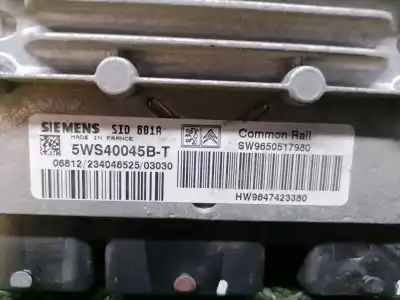 SIEMENS SID 801A
MADE IN FRANCE
5WS40045B-T
06812/234046525/03030
Common Rail
SW9650517980
HW9647423380